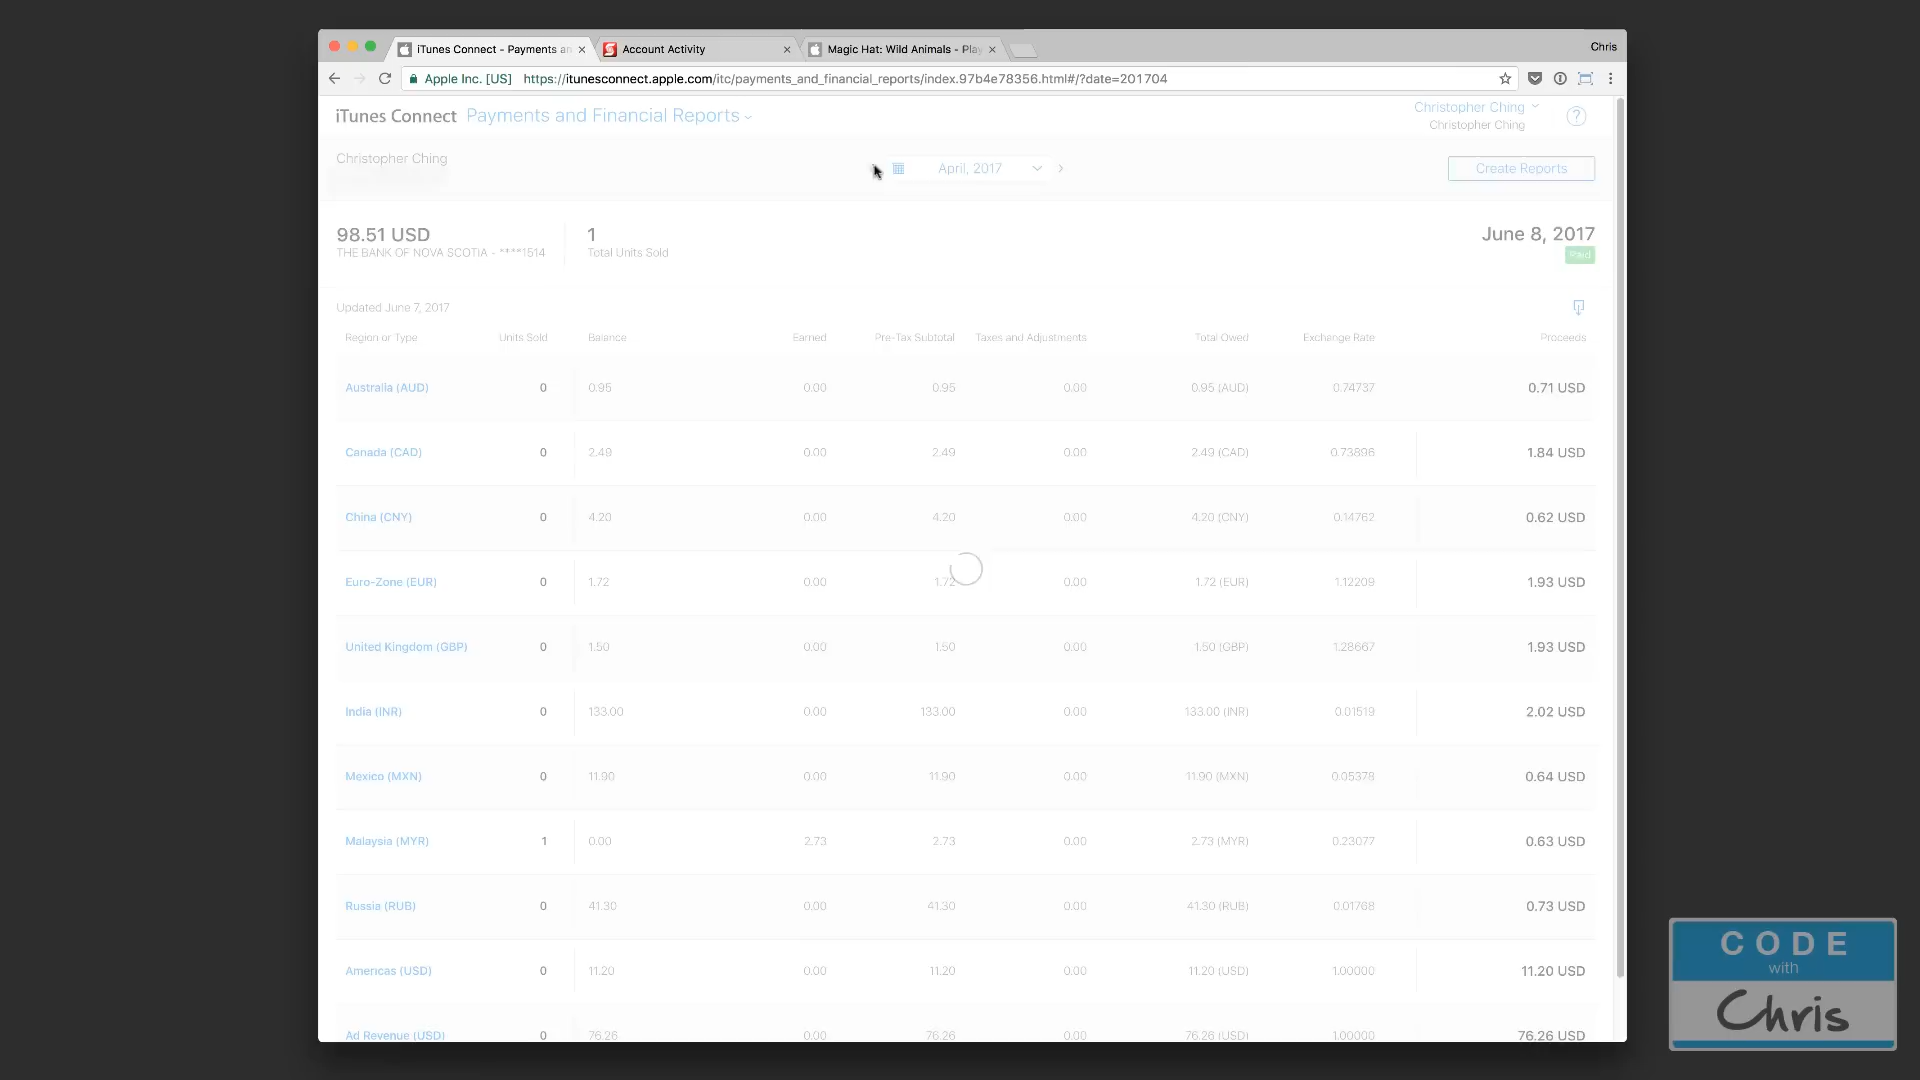 iTunes Connect - Payments an
Account Activity
Magic Hat: Wild Animals - Play
Chris
Apple Inc. [US] https://itunesconnect.apple.com/itc/payments_and_financial_reports/index.97b4e78356.html#/?date=201704
iTunes Connect Payments and Financial Reports
Christopher Ching
Christopher Ching
?
Christopher Ching
April, 2017
Create Reports
98.51 USD
THE BANK OF NOVA SCOTIA - ****1514
1
Total Units Sold
June 8, 2017
Paid
Updated June 7, 2017
Region or Type Units Sold Balance Earned Pre-Tax Subtotal Taxes and Adjustments Total Owed Exchange Rate Proceeds
Australia (AUD) 0 0.95 0.00 0.95 0.00 0.95 (AUD) 0.74737 0.71 USD
Canada (CAD) 0 2.49 0.00 2.49 0.00 2.49 (CAD) 0.73896 1.84 USD
China (CNY) 0 4.20 0.00 4.20 0.00 4.20 (CNY) 0.14762 0.62 USD
Euro-Zone (EUR) 0 1.72 0.00 1.72 0.00 1.72 (EUR) 1.12209 1.93 USD
United Kingdom (GBP) 0 1.50 0.00 1.50 0.00 1.50 (GBP) 1.28667 1.93 USD
India (INR) 0 133.00 0.00 133.00 0.00 133.00 (INR) 0.01519 2.02 USD
Mexico (MXN) 0 11.90 0.00 11.90 0.00 11.90 (MXN) 0.05378 0.64 USD
Malaysia (MYR) 1 0.00 2.73 2.73 0.00 2.73 (MYR) 0.23077 0.63 USD
Russia (RUB) 0 41.30 0.00 41.30 0.00 41.30 (RUB) 0.01768 0.73 USD
Americas (USD) 0 11.20 0.00 11.20 0.00 11.20 (USD) 1.00000 11.20 USD
Ad Revenue (USD) 0 76.26 0.00 76.26 0.00 76.26 (USD) 1.00000 76.26 USD
CODE
with
Chris